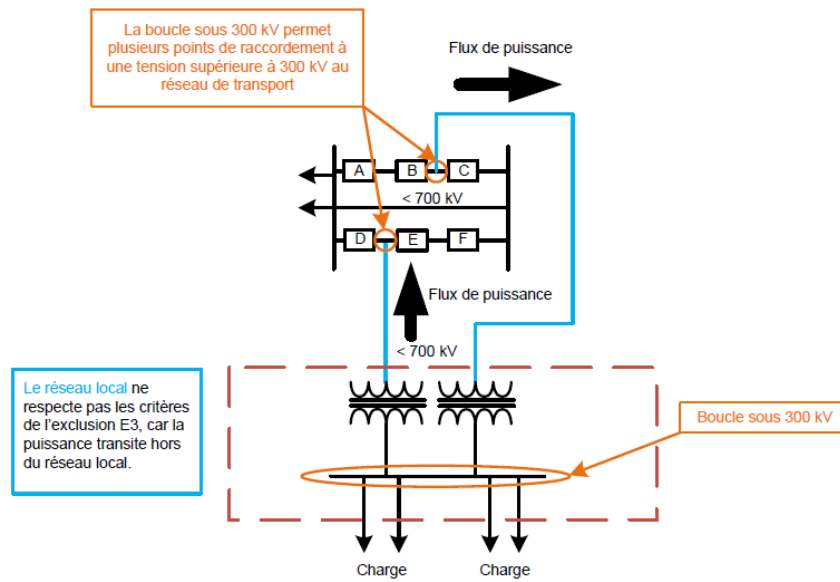 La boucle sous 300 kV permet
plusieurs points de raccordement à
une tension supérieure à 300 kV au
réseau de transport
Flux de puissance
A
B
C
< 700 kV
D
E
F
Flux de puissance
< 700 kV
Le réseau local ne
respecte pas les critères
de l'exclusion E3, car la
puissance transite hors
du réseau local.
Boucle sous 300 kV
Charge
Charge